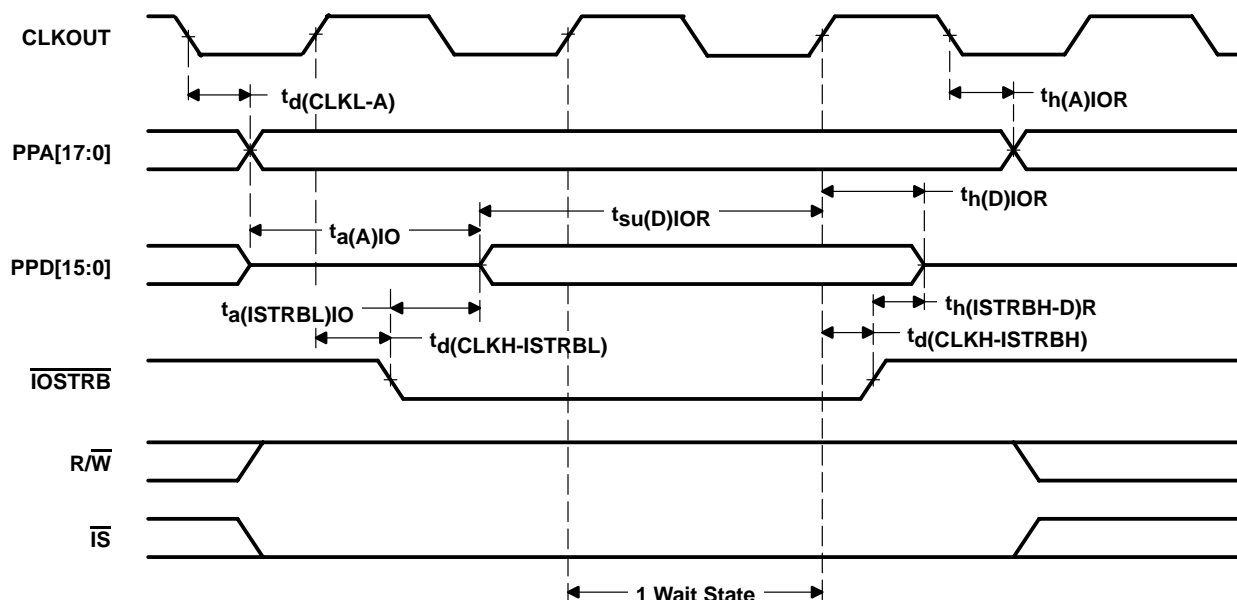 CLKOUT
td(CLKL-A)
th(A)IOR
PPA[17:0]
th(D)IOR
tsu(D)IOR
ta(A)IO
PPD[15:0]
ta(ISTRBL)IO
th(ISTRBH-D)R
td(CLKH-ISTRBL)
td(CLKH-ISTRBH)
IOSTRB
R/W
IS
1 Wait State